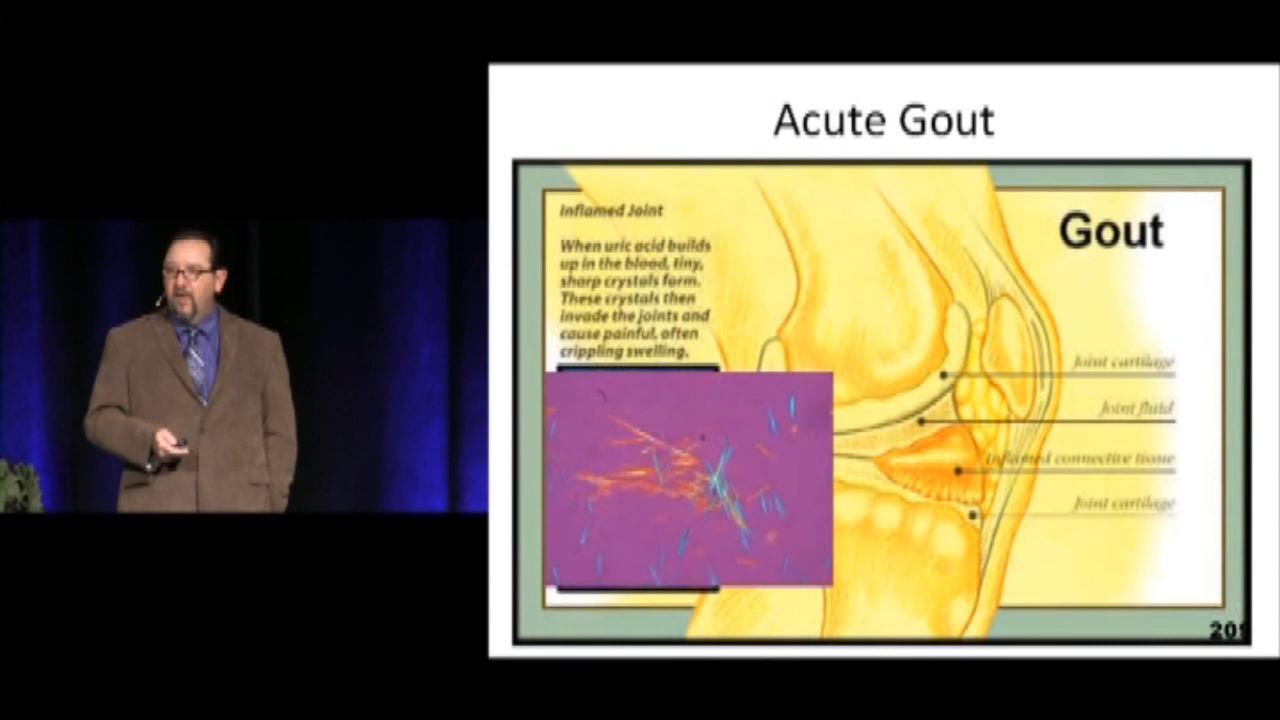 Acute Gout
Inflamed Joint
When uric acid builds
up in the blood, tiny,
sharp crystals form.
These crystals then
invade the joints and
cause painful, often
crippling swelling.
Gout
Joint cartilage
Joint fluid
Inflamed connective tissue
Joint cartilage